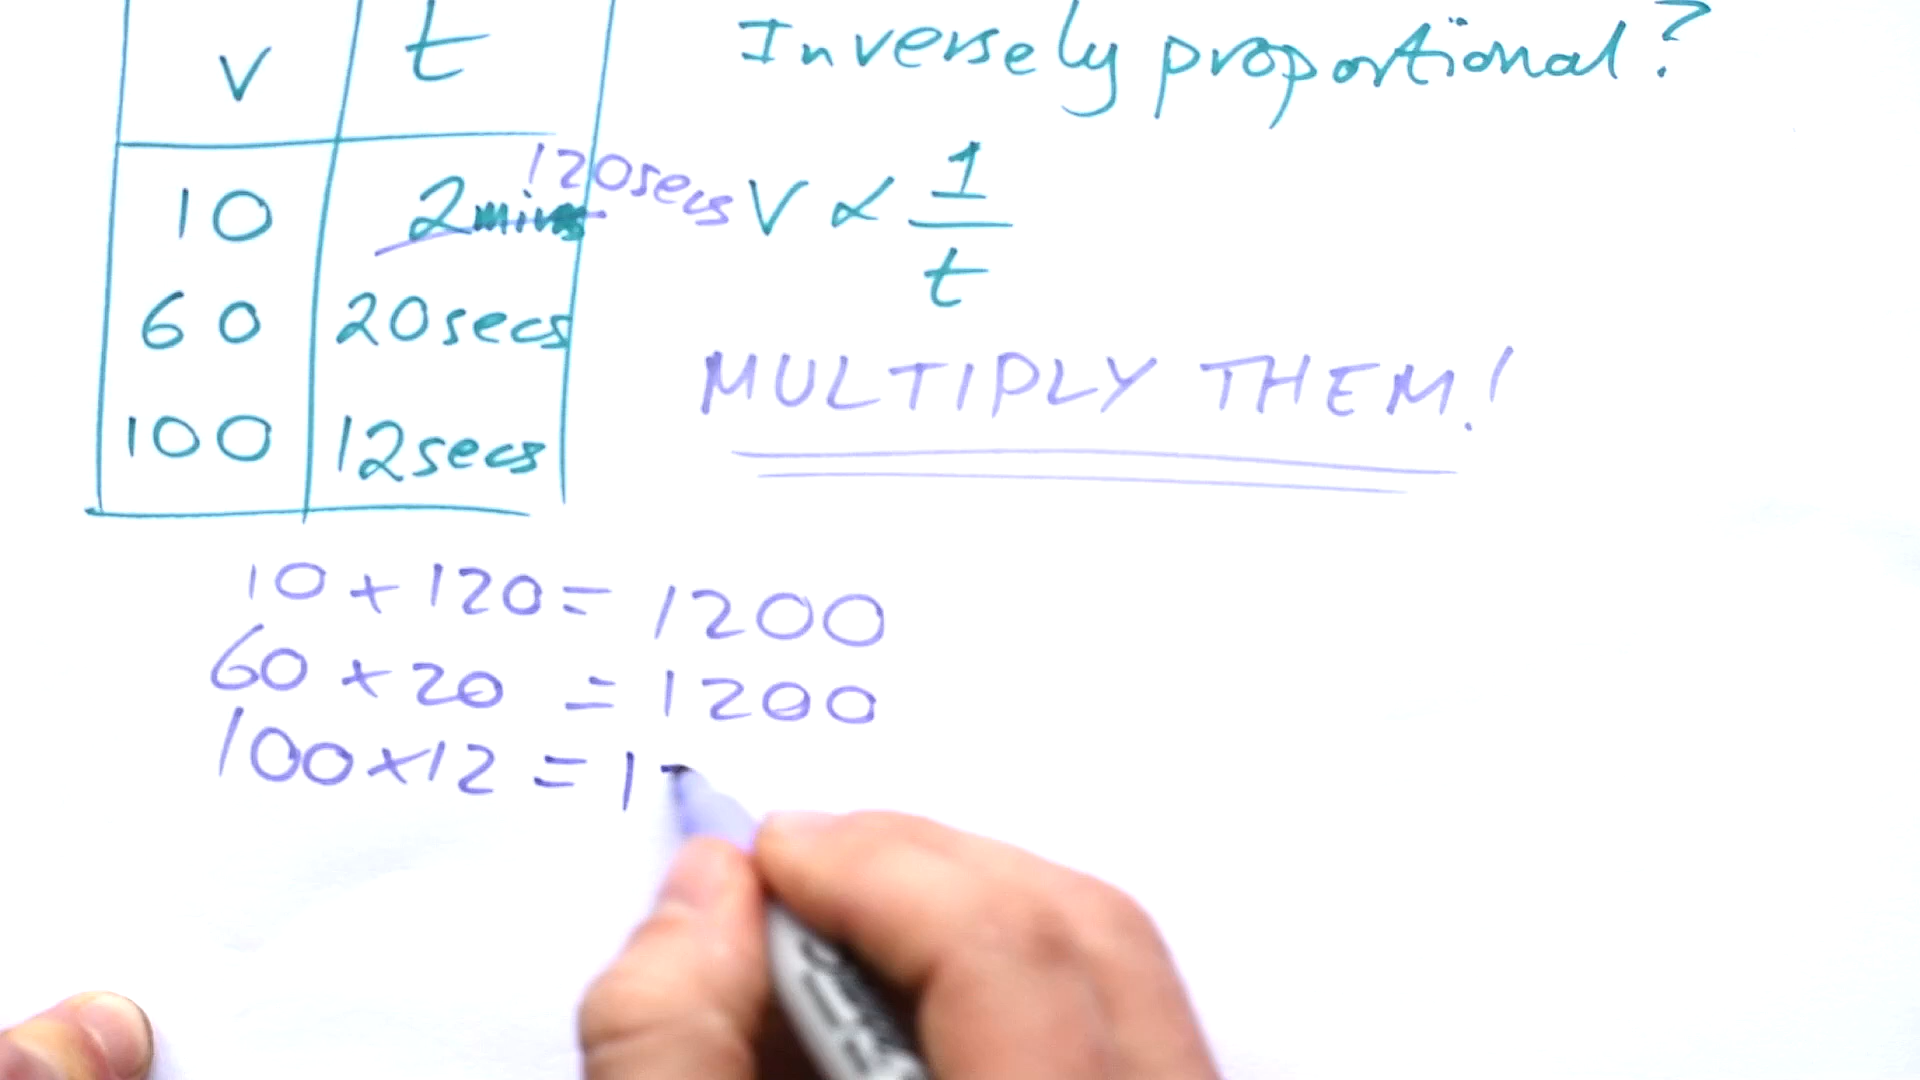 v t
Inversely proportional?
10 2mins 120secs
V ∝ 1/t
60 20secs
MULTIPLY THEM!
100 12secs
10 × 120 = 1200
60 × 20 = 1200
100 × 12 = 1